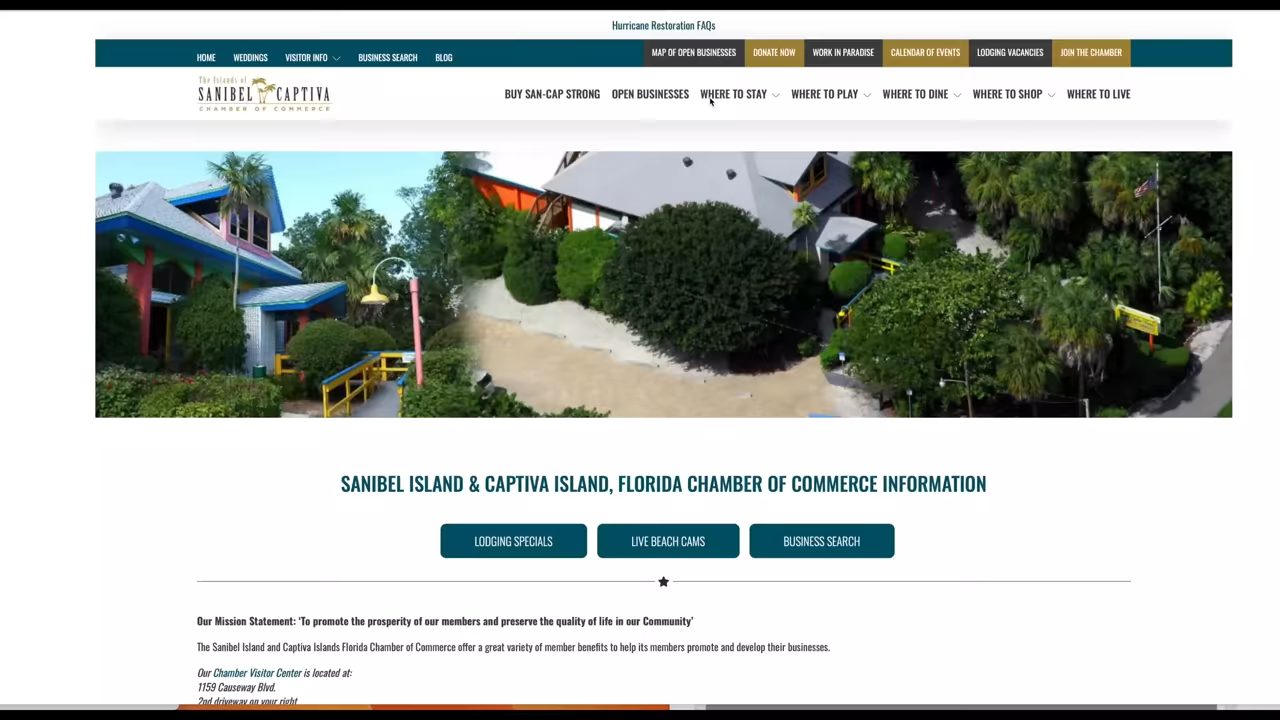 Hurricane Restoration FAQs
HOME WEDDINGS VISITOR INFO BUSINESS SEARCH BLOG MAP OF OPEN BUSINESSES DONATE NOW WORK IN PARADISE CALENDAR OF EVENTS LODGING VACANCIES JOIN THE CHAMBER
The Islands of
SANIBEL CAPTIVA
CHAMBER OF COMMERCE
BUY SAN-CAP STRONG OPEN BUSINESSES WHERE TO STAY WHERE TO PLAY WHERE TO DINE WHERE TO SHOP WHERE TO LIVE
SANIBEL ISLAND & CAPTIVA ISLAND, FLORIDA CHAMBER OF COMMERCE INFORMATION
LODGING SPECIALS LIVE BEACH CAMS BUSINESS SEARCH
Our Mission Statement: ‘To promote the prosperity of our members and preserve the quality of life in our Community’
The Sanibel Island and Captiva Islands Florida Chamber of Commerce offer a great variety of member benefits to help its members promote and develop their businesses.
Our Chamber Visitor Center is located at:
1159 Causeway Blvd.
2nd driveway on your right